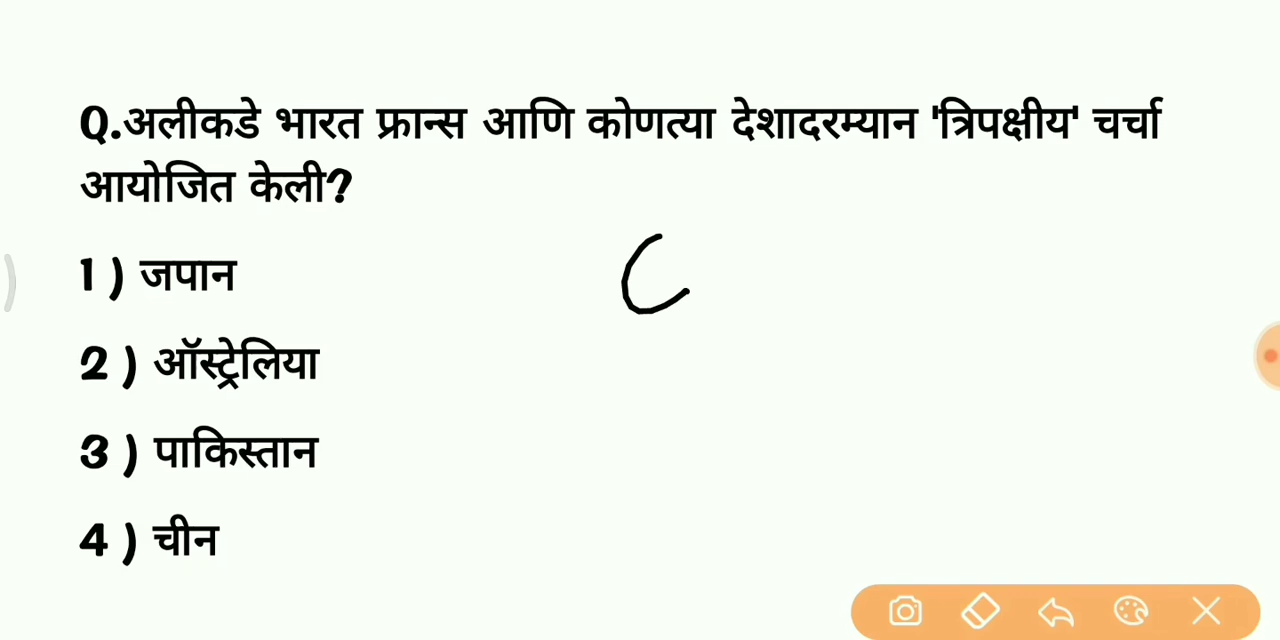 Q.अलीकडे भारत फ्रान्स आणि कोणत्या देशादरम्यान 'त्रिपक्षीय' चर्चा
आयोजित केली?
1 ) जपान
2 ) ऑस्ट्रेलिया
3 ) पाकिस्तान
4 ) चीन